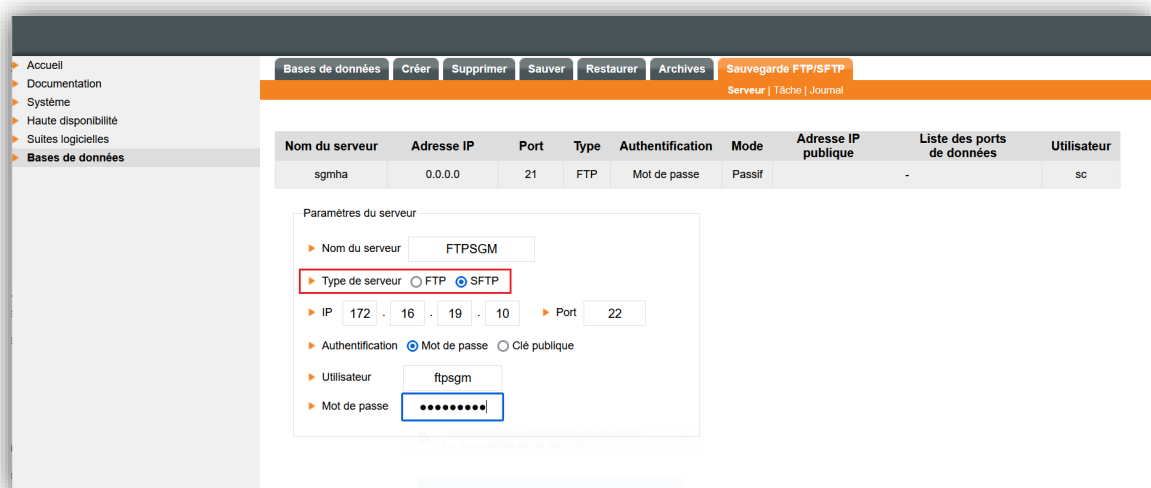 Accueil
Documentation
Système
Haute disponibilité
Suites logicielles
Bases de données
Bases de données Créer Supprimer Sauver Restaurer Archives Sauvegarde FTP/SFTP
Serveur | Tâche | Journal
Nom du serveur Adresse IP Port Type Authentification Mode Adresse IP publique Liste des ports de données Utilisateur
sgmha 0.0.0.0 21 FTP Mot de passe Passif - sc
Paramètres du serveur
Nom du serveur FTPSGM
Type de serveur FTP SFTP
IP 172 . 16 . 19 . 10 Port 22
Authentification Mot de passe Clé publique
Utilisateur ftpsgm
Mot de passe •••••••••